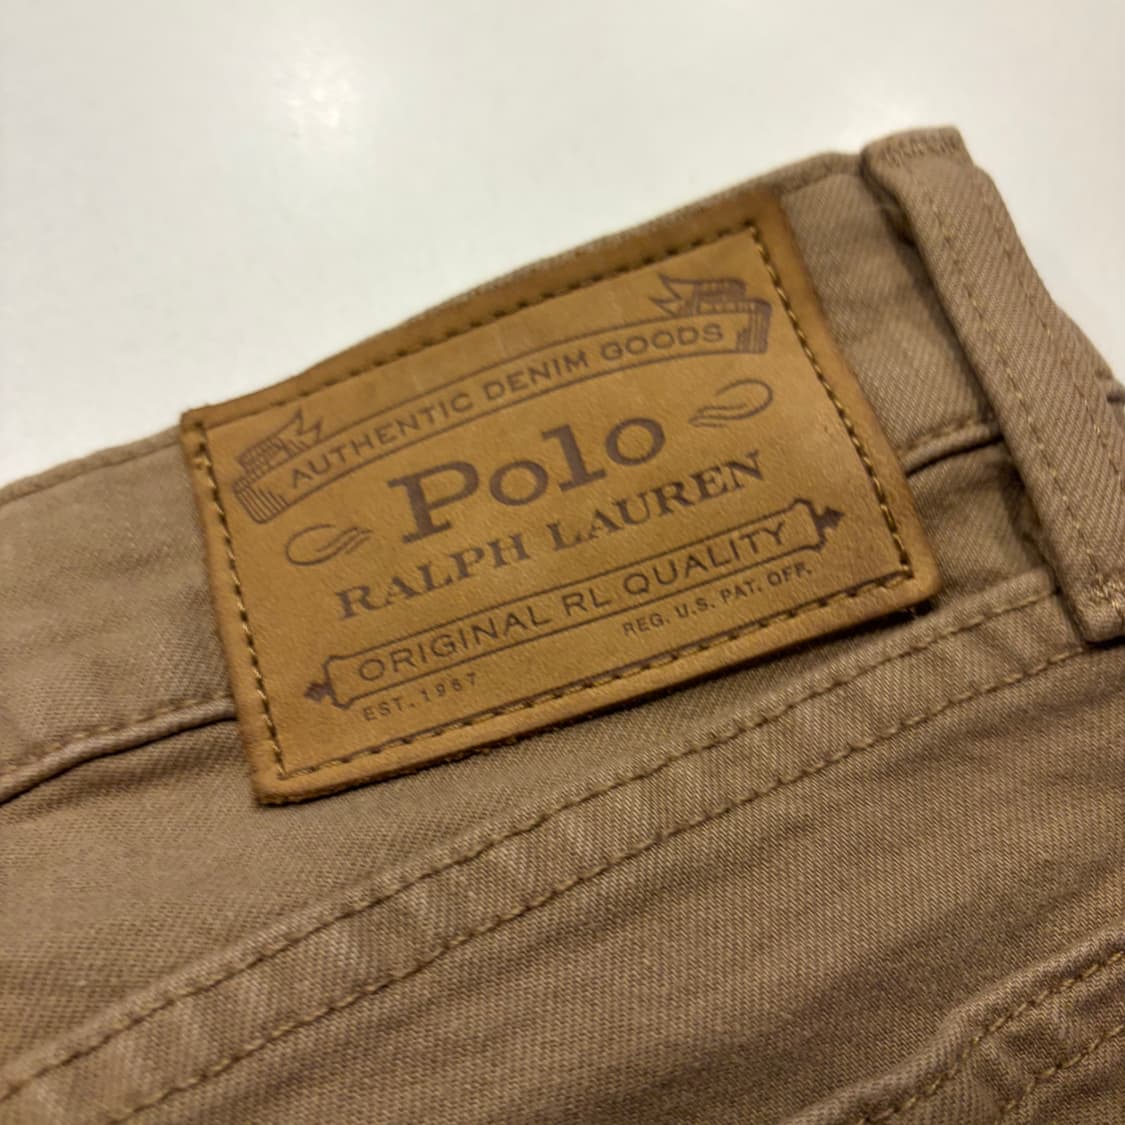 AUTHENTIC DENIM GOODS
Polo
RALPH LAUREN
ORIGINAL RL QUALITY
EST. 1967
REG. U.S. PAT. OFF.